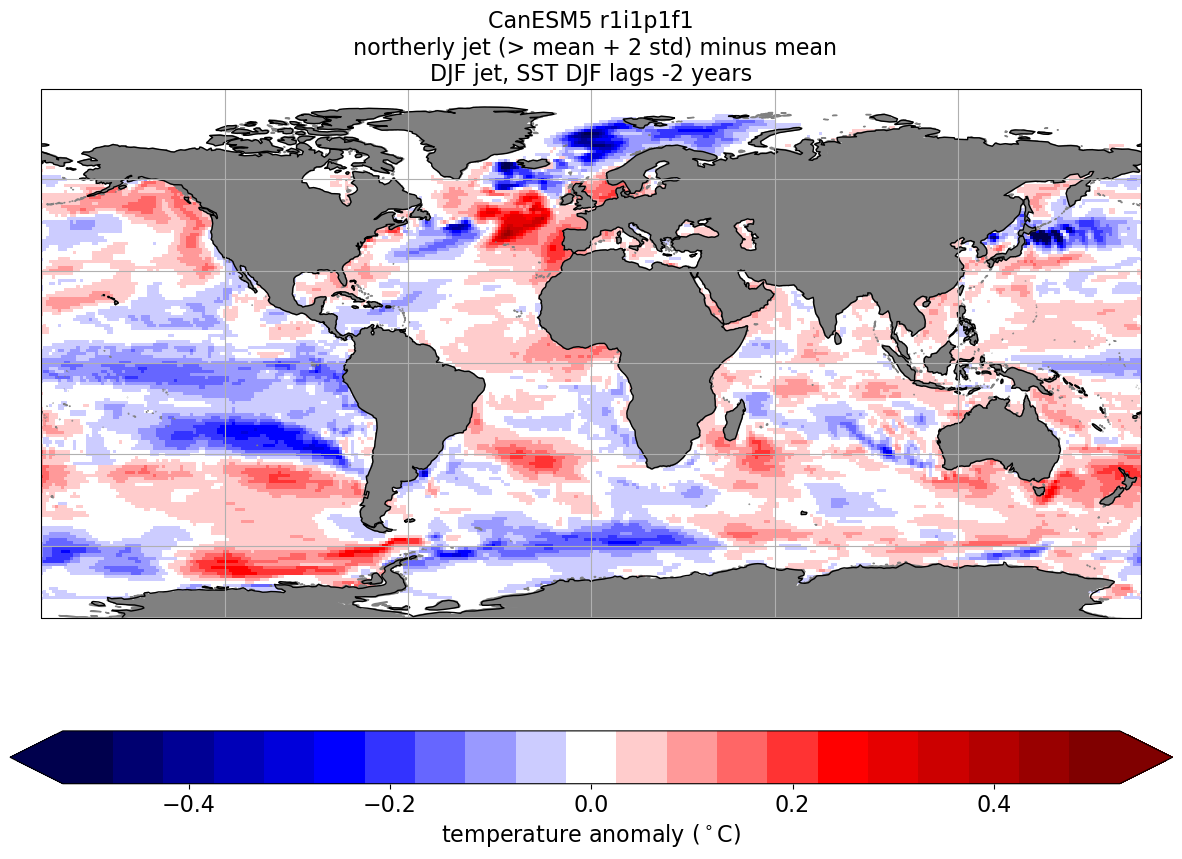 CanESM5 r1i1p1f1
northerly jet (> mean + 2 std) minus mean
DJF jet, SST DJF lags -2 years
−0.4 −0.2 0.0 0.2 0.4
temperature anomaly (°C)